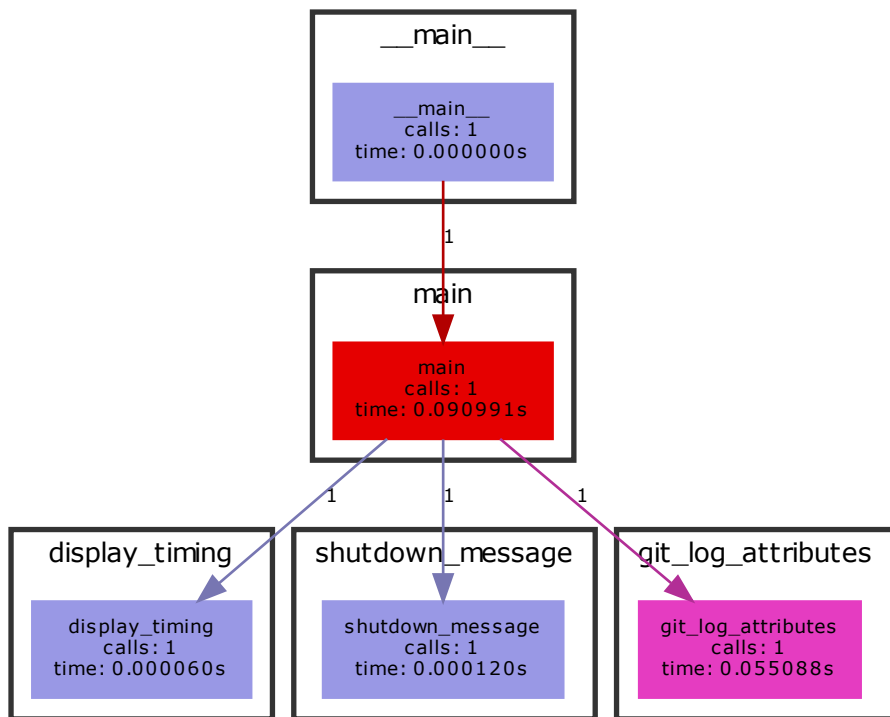 __main__
__main__
calls: 1
time: 0.000000s
1
main
main
calls: 1
time: 0.090991s
1
1
1
display_timing
display_timing
calls: 1
time: 0.000060s
shutdown_message
shutdown_message
calls: 1
time: 0.000120s
git_log_attributes
git_log_attributes
calls: 1
time: 0.055088s